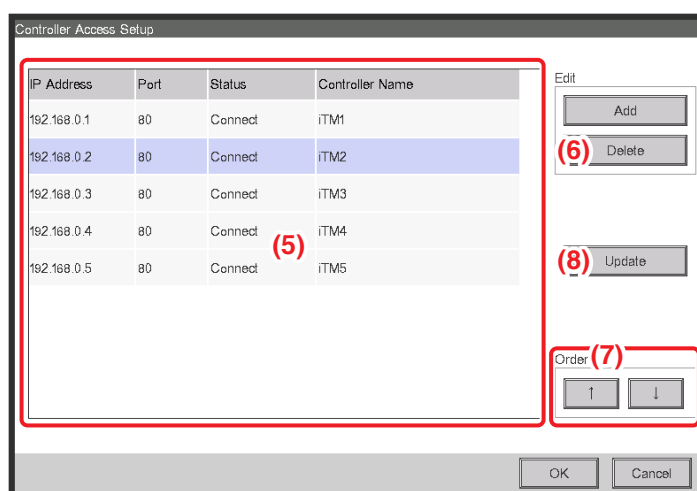 Controller Access Setup
IP Address Port Status Controller Name
192.168.0.1 80 Connect iTM1
192.168.0.2 80 Connect iTM2
192.168.0.3 80 Connect iTM3
192.168.0.4 80 Connect iTM4
192.168.0.5 80 Connect iTM5
(5)
Edit
Add
(6) Delete
(8) Update
Order (7)
↑ ↓
OK Cancel